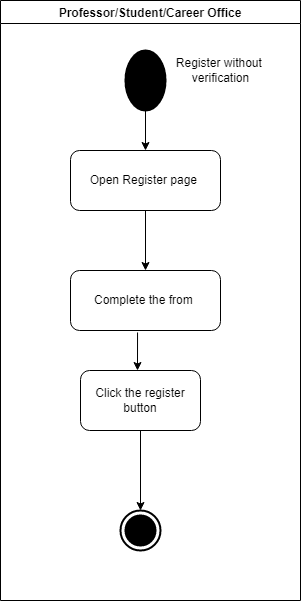 Professor/Student/Career Office
Register without
verification
Open Register page
Complete the from
Click the register
button